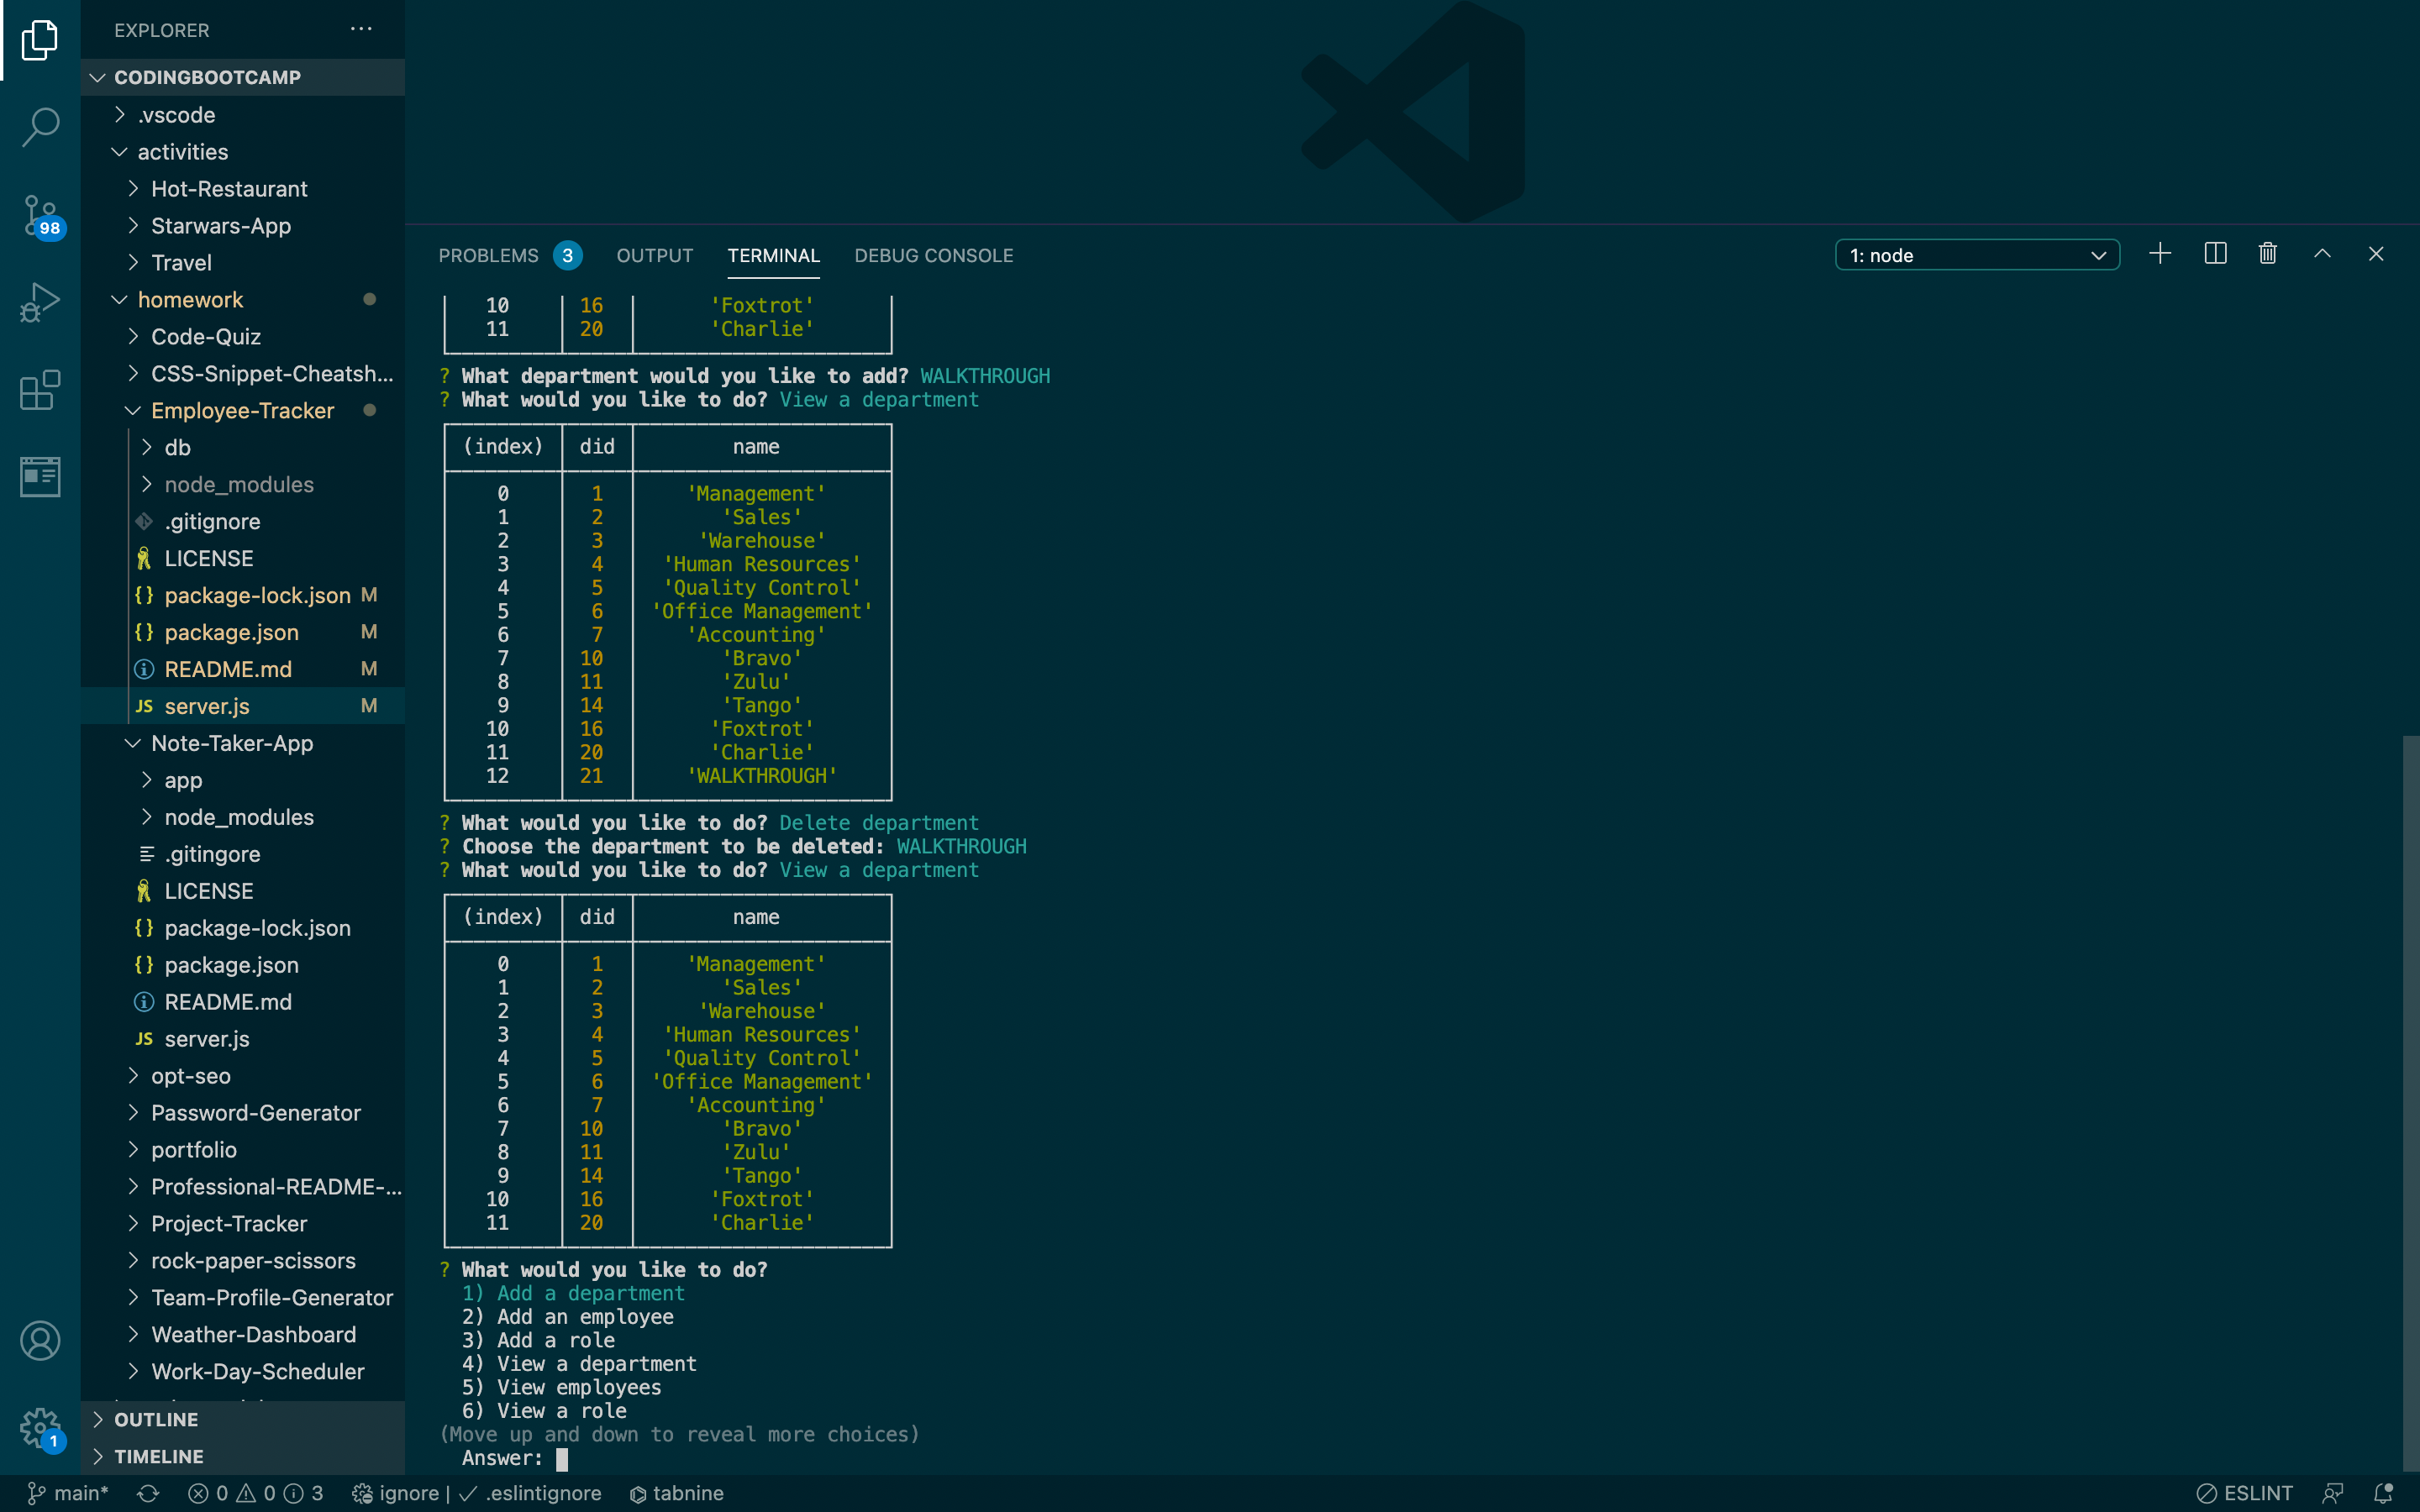 EXPLORER
CODINGBOOTCAMP
.vscode
activities
Hot-Restaurant
Starwars-App
Travel
homework
Code-Quiz
CSS-Snippet-Cheatsh...
Employee-Tracker
db
node_modules
.gitignore
LICENSE
package-lock.json M
package.json M
README.md M
JS server.js M
Note-Taker-App
app
node_modules
.gitingore
LICENSE
package-lock.json
package.json
README.md
JS server.js
opt-seo
Password-Generator
portfolio
Professional-README-...
Project-Tracker
rock-paper-scissors
Team-Profile-Generator
Weather-Dashboard
Work-Day-Scheduler
OUTLINE
TIMELINE
98
1
PROBLEMS 3 OUTPUT TERMINAL DEBUG CONSOLE 1: node
10 16 'Foxtrot'
11 20 'Charlie'
? What department would you like to add? WALKTHROUGH
? What would you like to do? View a department
(index) did name
0 1 'Management'
1 2 'Sales'
2 3 'Warehouse'
3 4 'Human Resources'
4 5 'Quality Control'
5 6 'Office Management'
6 7 'Accounting'
7 10 'Bravo'
8 11 'Zulu'
9 14 'Tango'
10 16 'Foxtrot'
11 20 'Charlie'
12 21 'WALKTHROUGH'
? What would you like to do? Delete department
? Choose the department to be deleted: WALKTHROUGH
? What would you like to do? View a department
(index) did name
0 1 'Management'
1 2 'Sales'
2 3 'Warehouse'
3 4 'Human Resources'
4 5 'Quality Control'
5 6 'Office Management'
6 7 'Accounting'
7 10 'Bravo'
8 11 'Zulu'
9 14 'Tango'
10 16 'Foxtrot'
11 20 'Charlie'
? What would you like to do?
1) Add a department
2) Add an employee
3) Add a role
4) View a department
5) View employees
6) View a role
(Move up and down to reveal more choices)
Answer:
main* 0 0 3 ignore | ✓ .eslintignore tabnine ESLINT